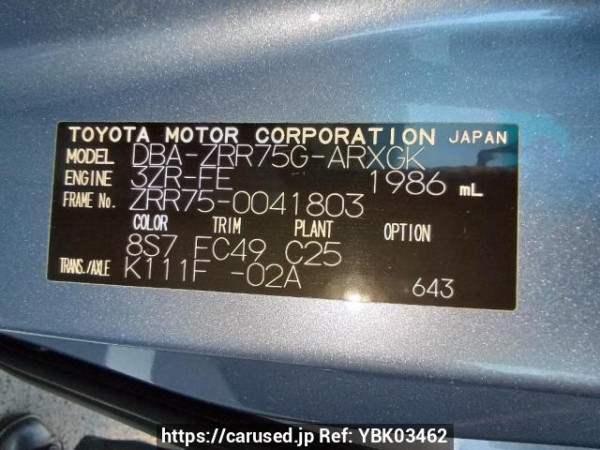 TOYOTA MOTOR CORPORATION JAPAN
MODEL DBA-ZRR75G-ARXGK
ENGINE 3ZR-FE 1986 mL
FRAME No. ZRR75-0041803
COLOR TRIM PLANT OPTION
8S7 FC49 C25
TRANS./AXLE K111F -02A 643
https://carused.jp Ref: YBK03462